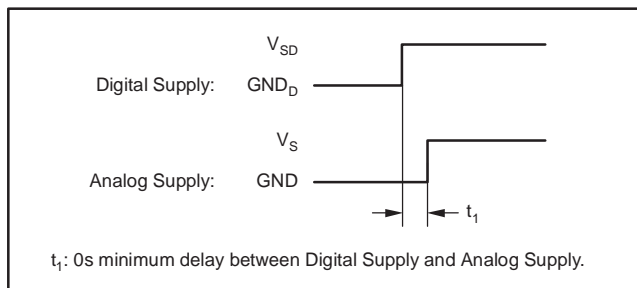 V_SD
Digital Supply: GND_D
V_S
Analog Supply: GND
t_1
t_1: 0s minimum delay between Digital Supply and Analog Supply.